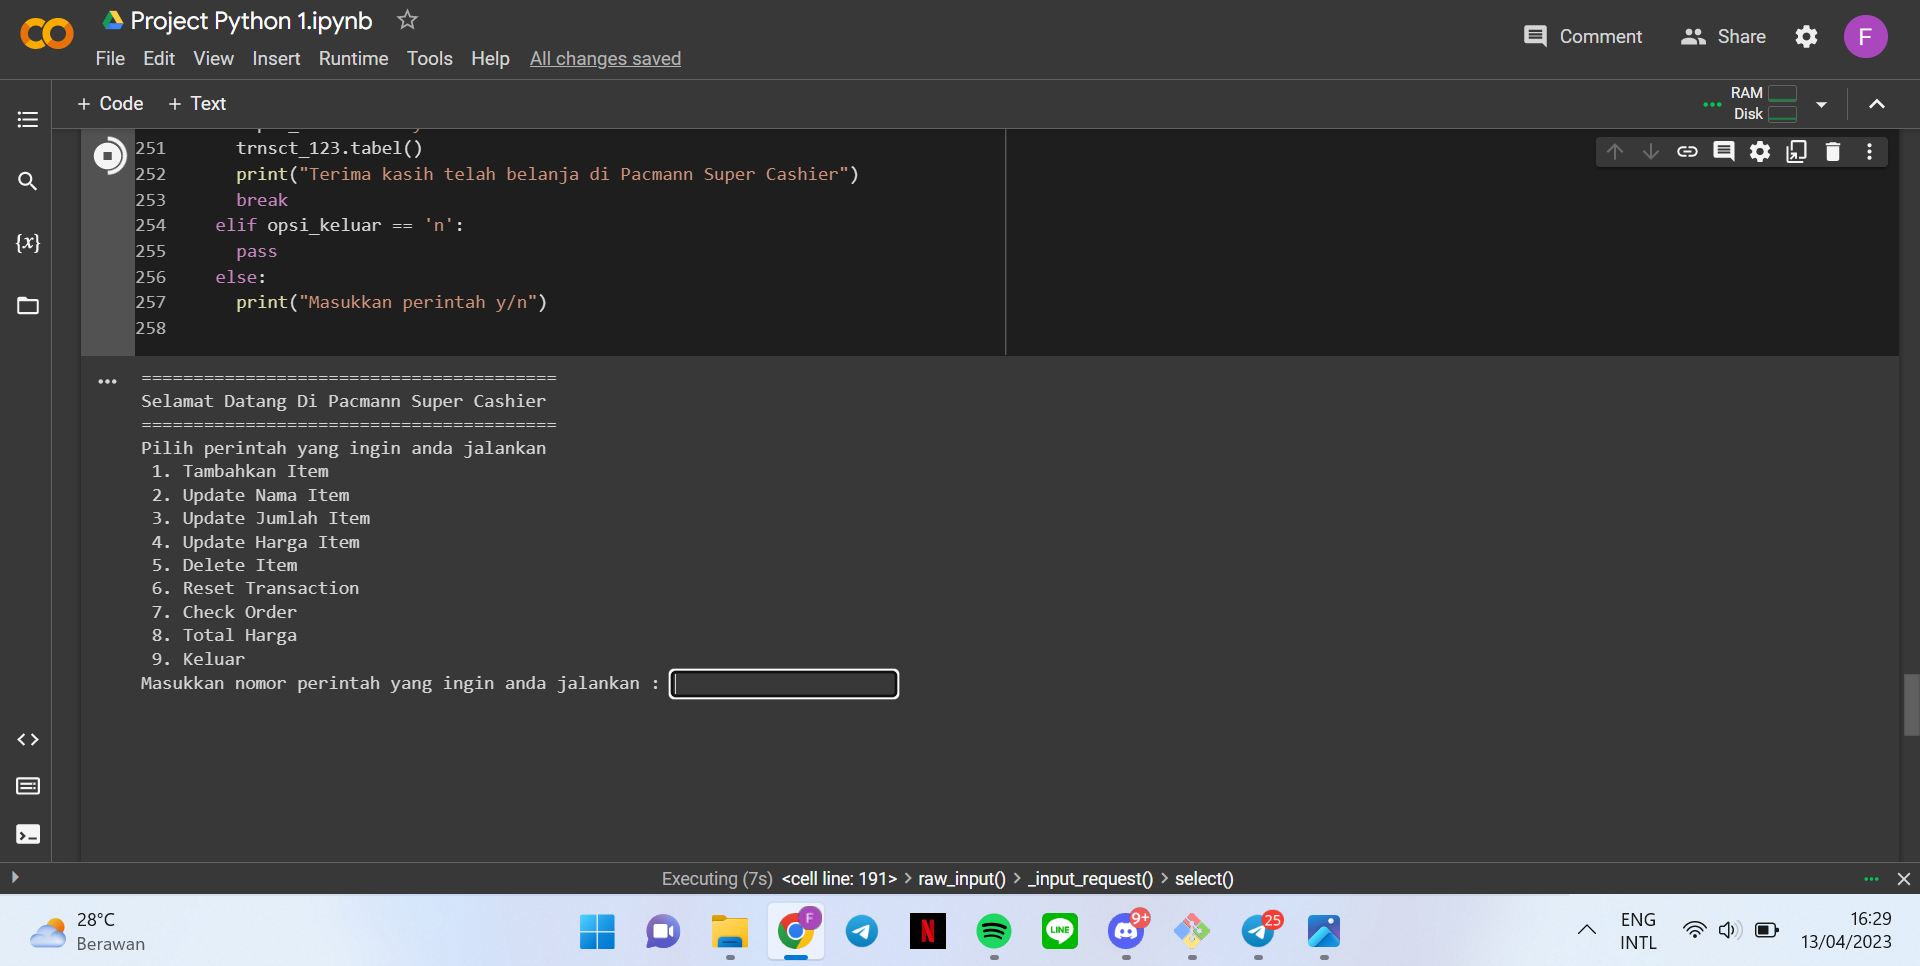 Project Python 1.ipynb
File Edit View Insert Runtime Tools Help All changes saved
Comment Share F
+ Code + Text
RAM
Disk
251 trnsct_123.tabel()
252 print("Terima kasih telah belanja di Pacmann Super Cashier")
253 break
254 elif opsi_keluar == 'n':
255 pass
256 else:
257 print("Masukkan perintah y/n")
258
========================================
Selamat Datang Di Pacmann Super Cashier
========================================
Pilih perintah yang ingin anda jalankan
1. Tambahkan Item
2. Update Nama Item
3. Update Jumlah Item
4. Update Harga Item
5. Delete Item
6. Reset Transaction
7. Check Order
8. Total Harga
9. Keluar
Masukkan nomor perintah yang ingin anda jalankan :
Executing (7s) <cell line: 191> > raw_input() > _input_request() > select()
28°C
Berawan
F
N
LINE
9+
25
ENG
INTL
16:29
13/04/2023